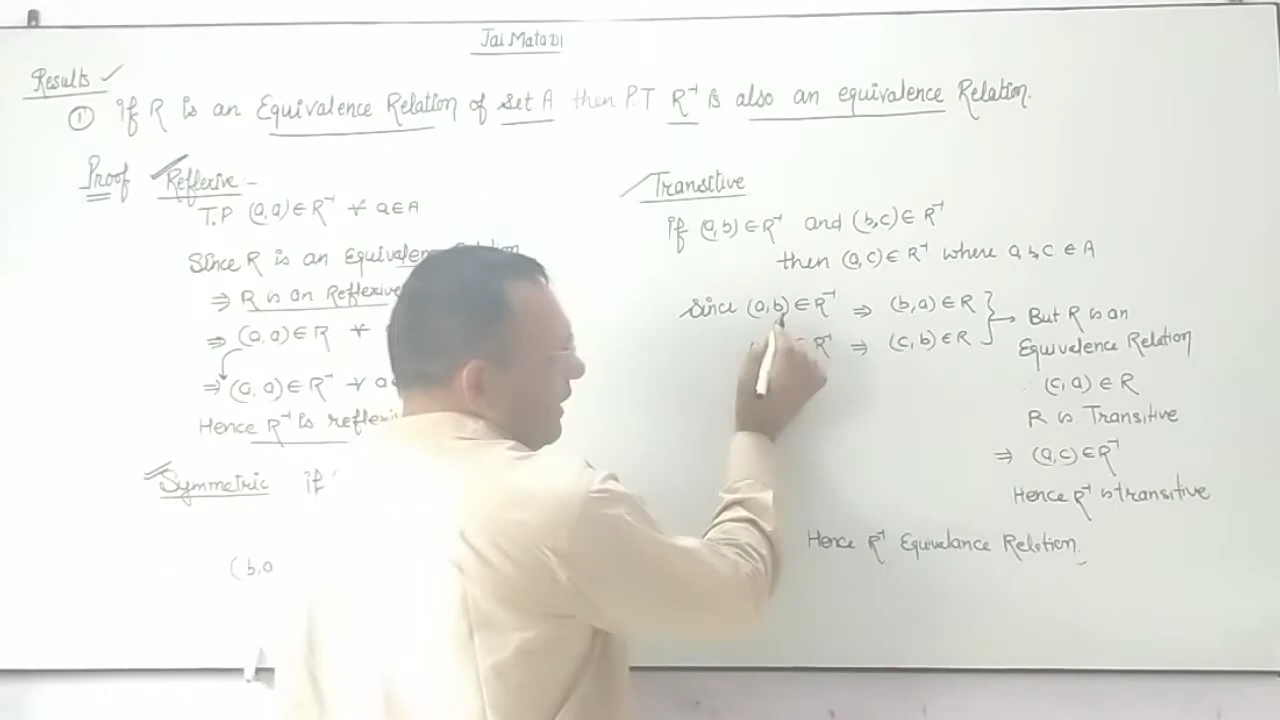 Jai Mata Di
Results ✓
① If R is an Equivalence Relation of set A then P.T R⁻¹ is also an equivalence Relation.
Proof Reflexive:-
T.P (a,a) ∈ R⁻¹ ∀ a ∈ A
Since R is an Equivalence Relation
⇒ R is an Reflexive
⇒ (a,a) ∈ R ∀
⇒ (a,a) ∈ R⁻¹ ∀ a
Hence R⁻¹ is reflexive
Symmetric if
(b,a
Transitive
if (a,b) ∈ R⁻¹ and (b,c) ∈ R⁻¹
then (a,c) ∈ R⁻¹ where a,b,c ∈ A
Since (a,b) ∈ R⁻¹ ⇒ (b,a) ∈ R
∈ R⁻¹ ⇒ (c,b) ∈ R } → But R is an
Equivalence Relation
∴ (c,a) ∈ R
R is Transitive
⇒ (a,c) ∈ R⁻¹
Hence R⁻¹ is transitive
Hence R⁻¹ Equivalance Relation.